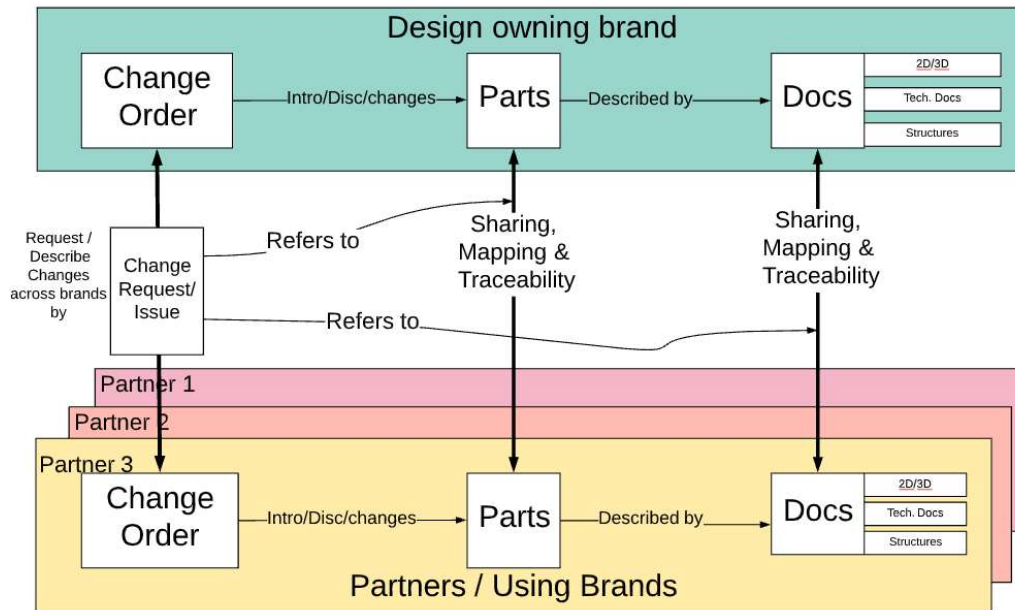 Design owning brand
Change
Order
Intro/Disc/changes
Parts
Described by
Docs
2D/3D
Tech. Docs
Structures
Request /
Describe
Changes
across brands
by
Change
Request/
Issue
Refers to
Sharing,
Mapping &
Traceability
Sharing,
Mapping &
Traceability
Refers to
Partner 1
Partner 2
Partner 3
Change
Order
Intro/Disc/changes
Parts
Described by
Docs
2D/3D
Tech. Docs
Structures
Partners / Using Brands